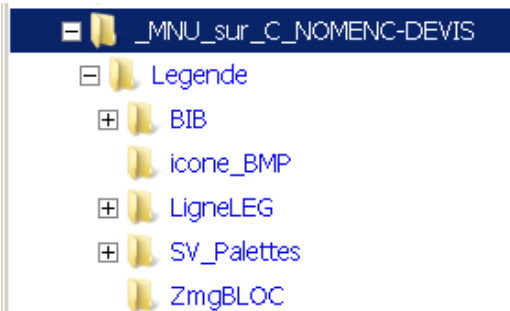 _MNU_sur_C_NOMENC-DEVIS
Legende
BIB
icone_BMP
LigneLEG
SV_Palettes
ZmgBLOC